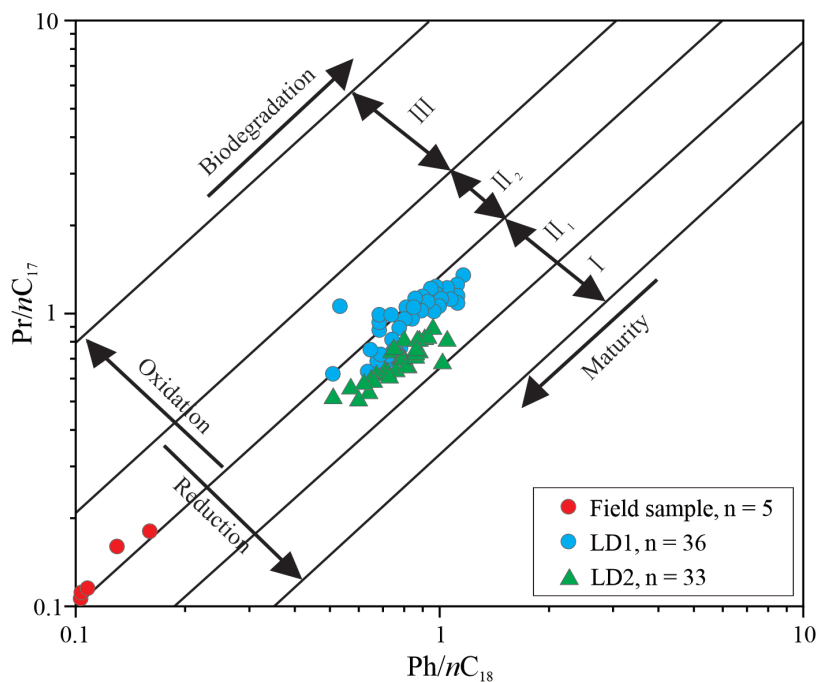 10
Biodegradation
III
II₂
II₁
I
Pr/nC₁₇
1
Maturity
Oxidation
Reduction
Field sample, n = 5
LD1, n = 36
LD2, n = 33
0.1
0.1
1
10
Ph/nC₁₈